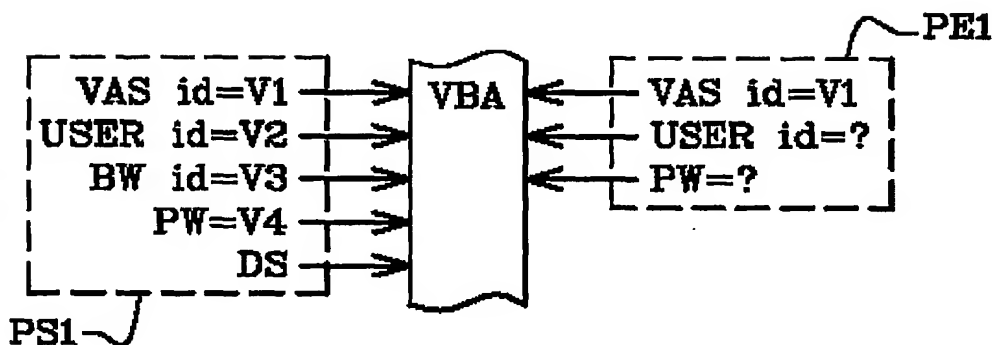 PE1
VAS id=V1
USER id=V2
BW id=V3
PW=V4
DS
VBA
VAS id=V1
USER id=?
PW=?
PS1